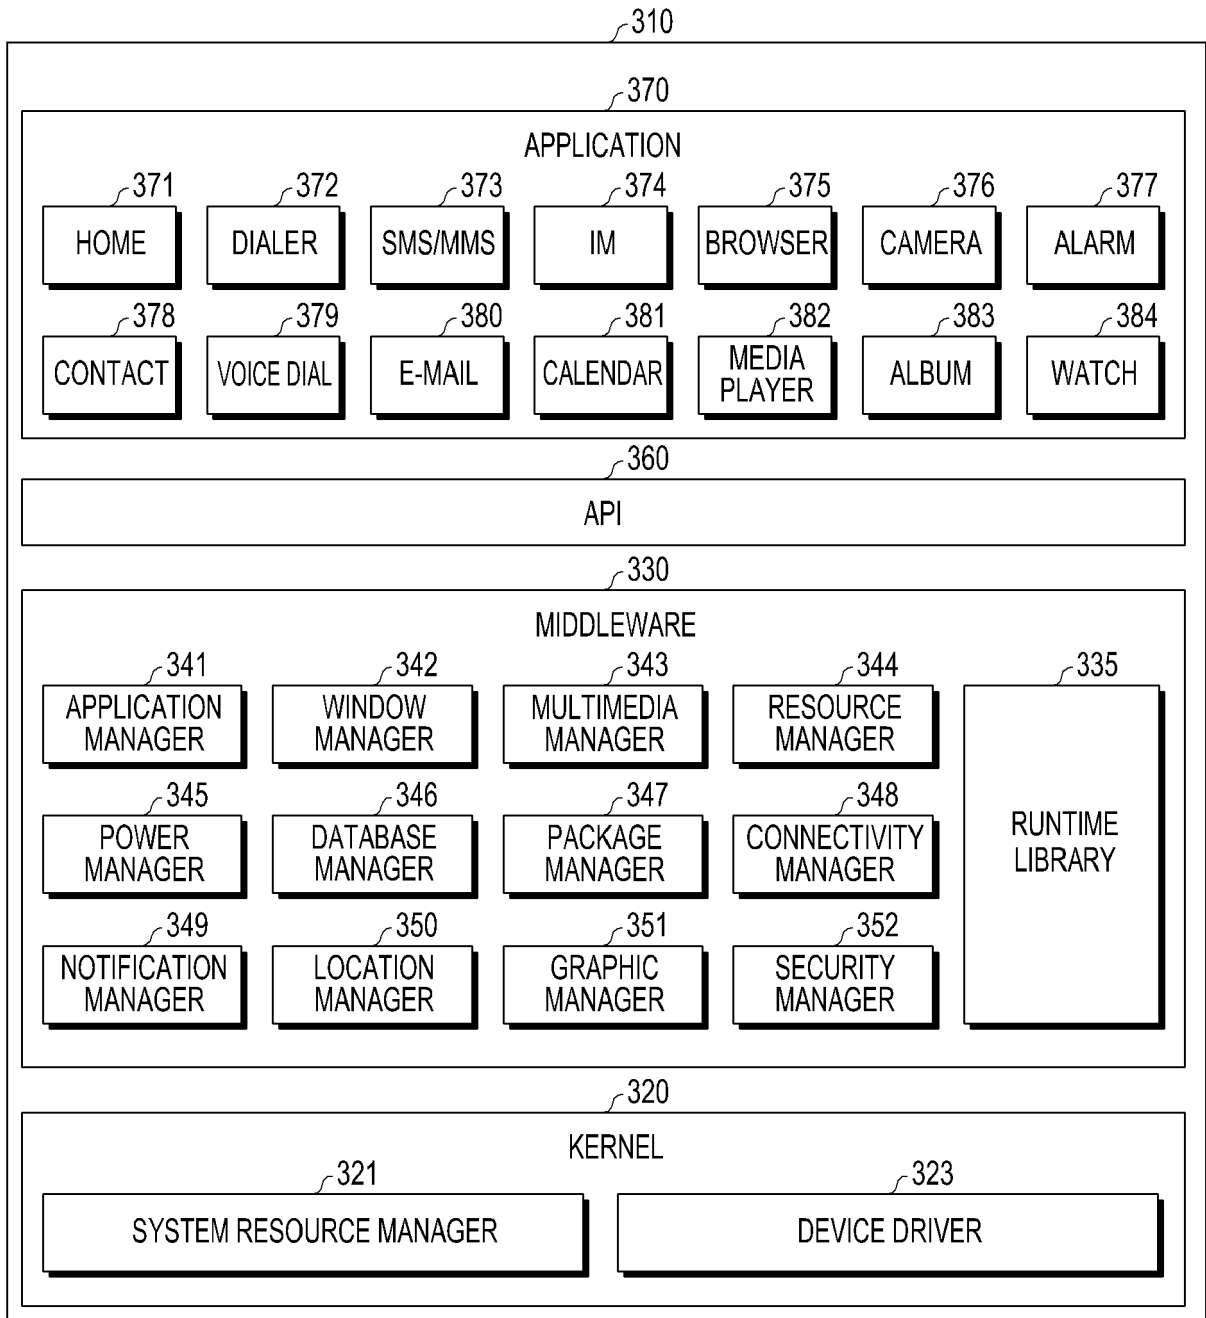 310
370
APPLICATION
371 372 373 374 375 376 377
HOME DIALER SMS/MMS IM BROWSER CAMERA ALARM
378 379 380 381 382 383 384
CONTACT VOICE DIAL E-MAIL CALENDAR MEDIA PLAYER ALBUM WATCH
360
API
330
MIDDLEWARE
341 342 343 344 335
APPLICATION MANAGER WINDOW MANAGER MULTIMEDIA MANAGER RESOURCE MANAGER
345 346 347 348
POWER MANAGER DATABASE MANAGER PACKAGE MANAGER CONNECTIVITY MANAGER RUNTIME LIBRARY
349 350 351 352
NOTIFICATION MANAGER LOCATION MANAGER GRAPHIC MANAGER SECURITY MANAGER
320
KERNEL
321 323
SYSTEM RESOURCE MANAGER DEVICE DRIVER